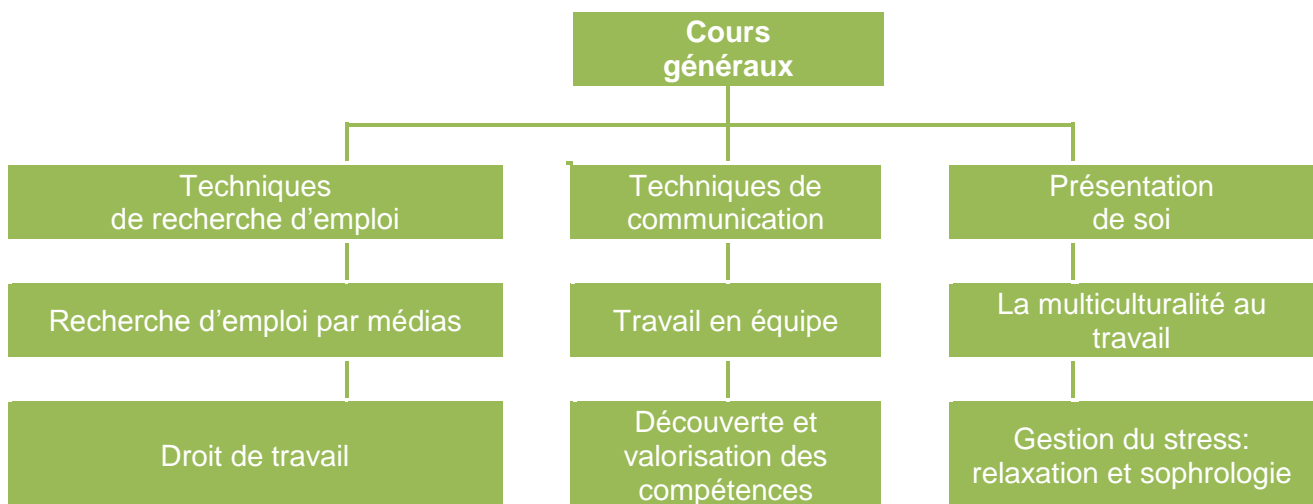 Cours
généraux
Techniques
de recherche d’emploi
Techniques de
communication
Présentation
de soi
Recherche d’emploi par médias
Travail en équipe
La multiculturalité au
travail
Droit de travail
Découverte et
valorisation des
compétences
Gestion du stress:
relaxation et sophrologie